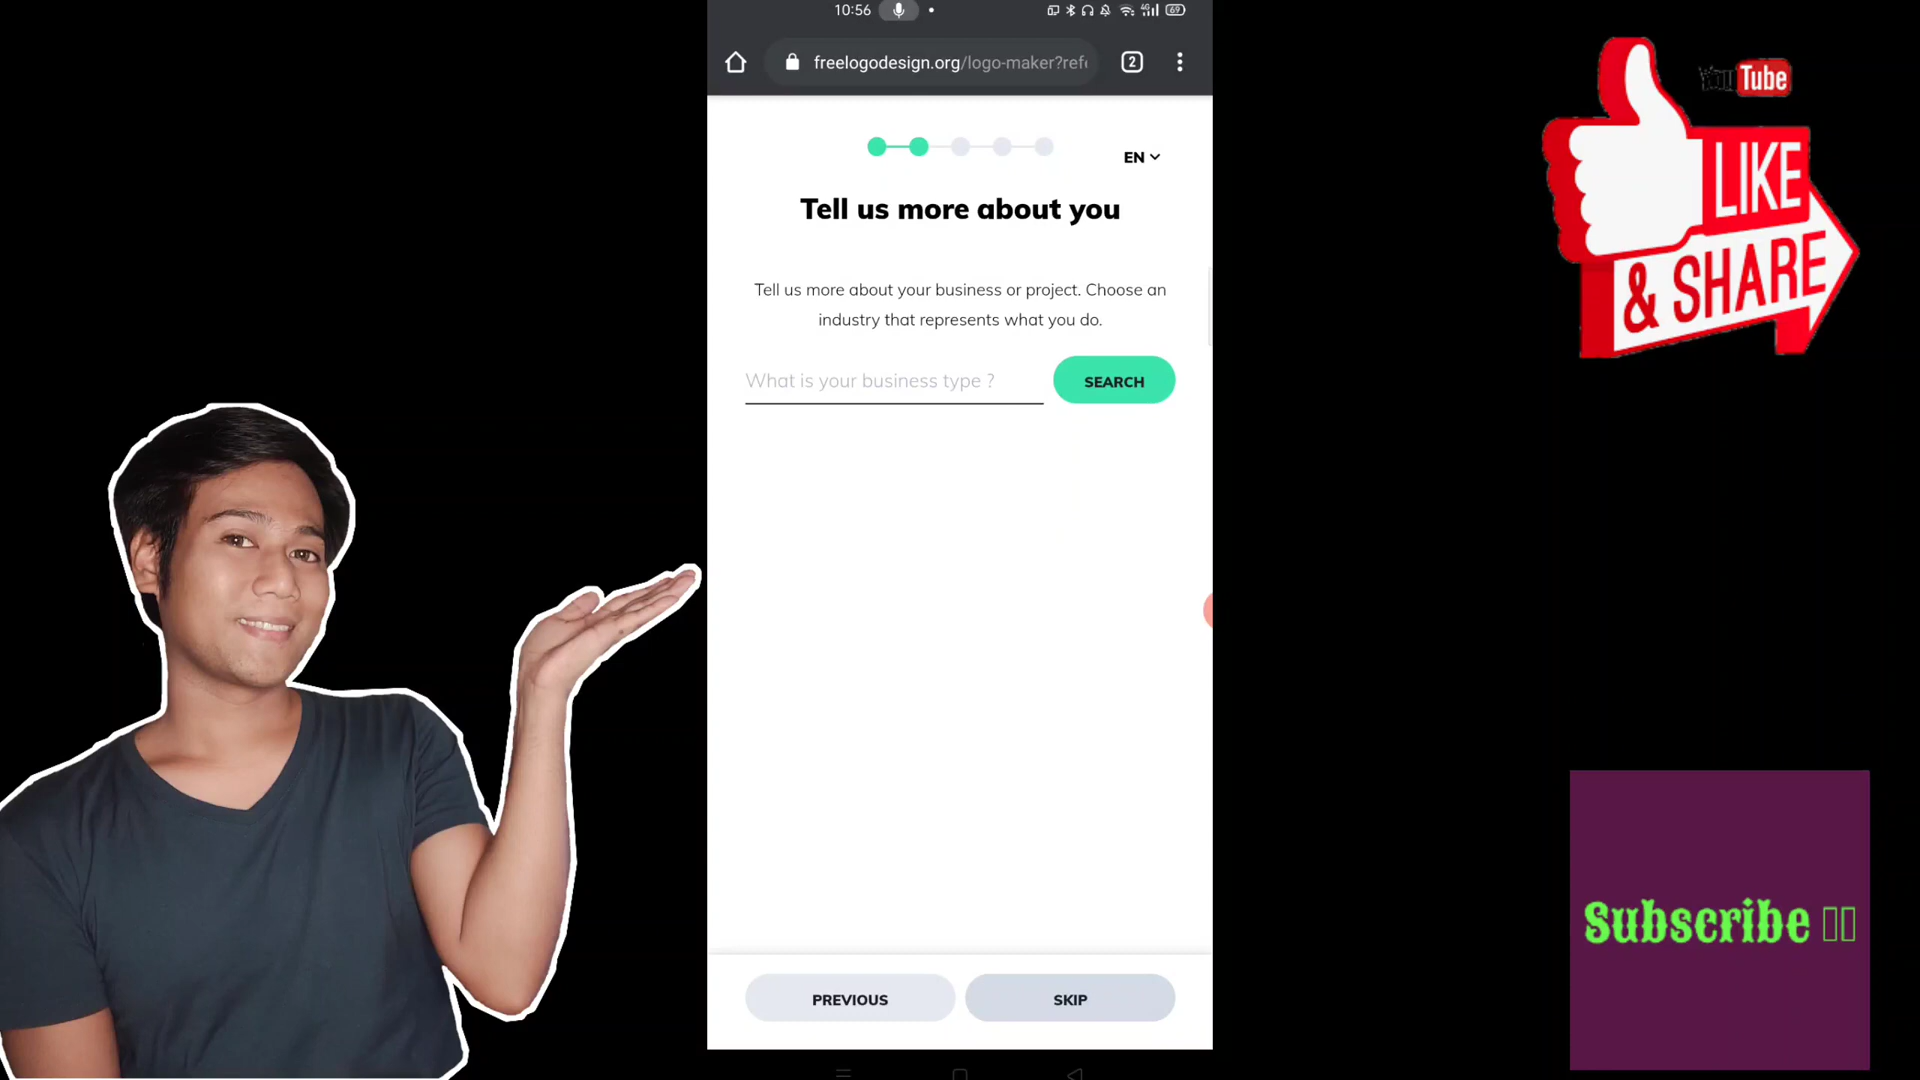 10:56
4G
69
freelogodesign.org/logo-maker?refe
2
EN
Tell us more about you
Tell us more about your business or project. Choose an
industry that represents what you do.
What is your business type ?
SEARCH
PREVIOUS
SKIP
YouTube
LIKE
& SHARE
Subscribe